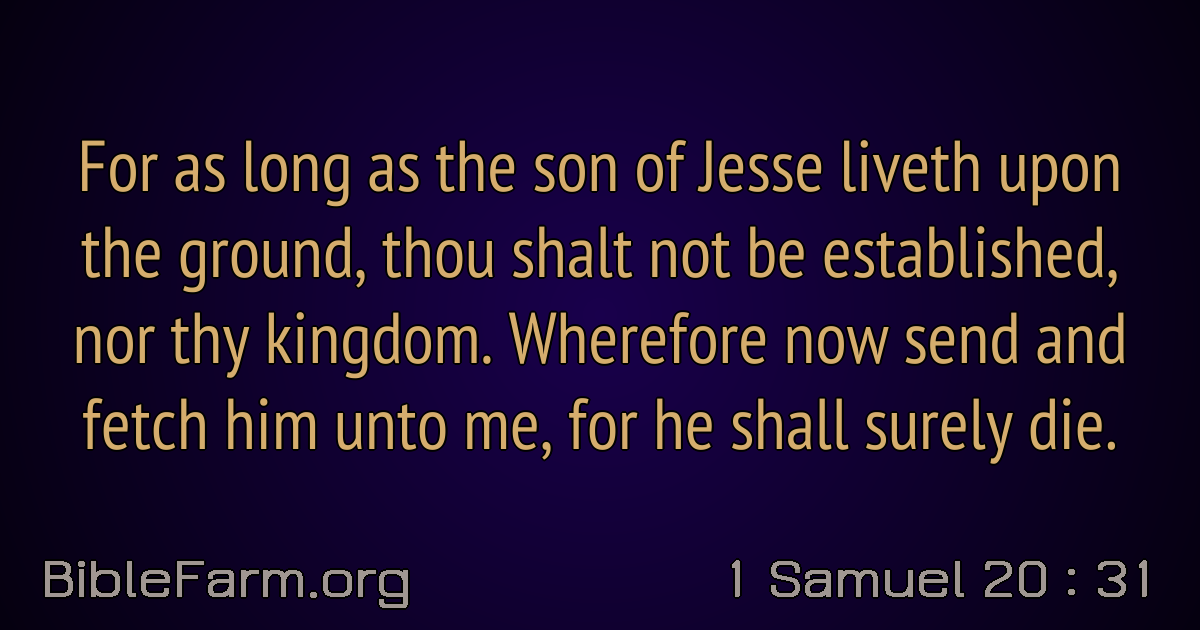 For as long as the son of Jesse liveth upon
the ground, thou shalt not be established,
nor thy kingdom. Wherefore now send and
fetch him unto me, for he shall surely die.
BibleFarm.org
1 Samuel 20 : 31